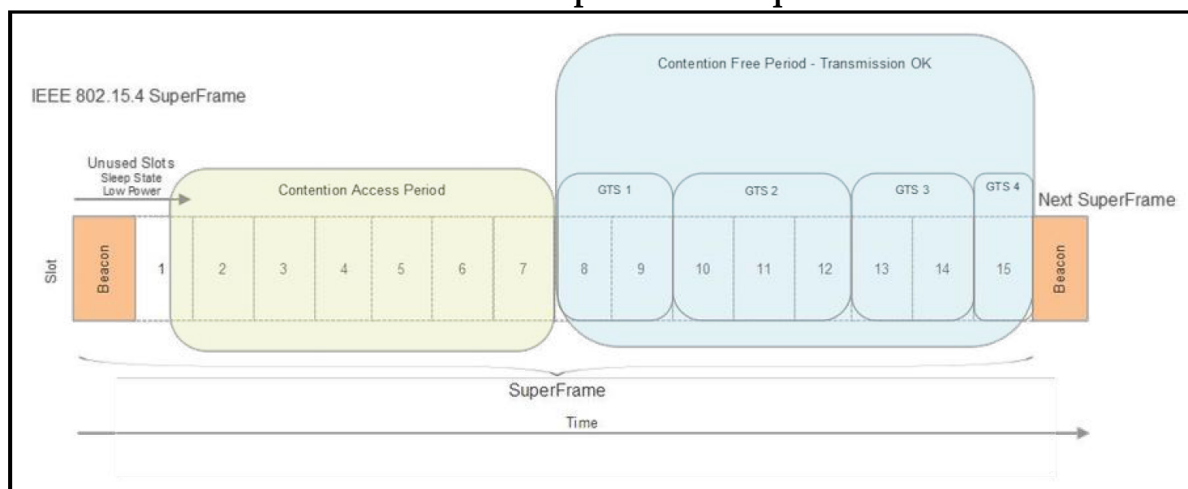 Contention Free Period - Transmission OK
IEEE 802.15.4 SuperFrame
Unused Slots
Sleep State
Low Power
Contention Access Period
GTS 1
GTS 2
GTS 3
GTS 4
Next SuperFrame
Slot
Beacon
1
2
3
4
5
6
7
8
9
10
11
12
13
14
15
Beacon
SuperFrame
Time